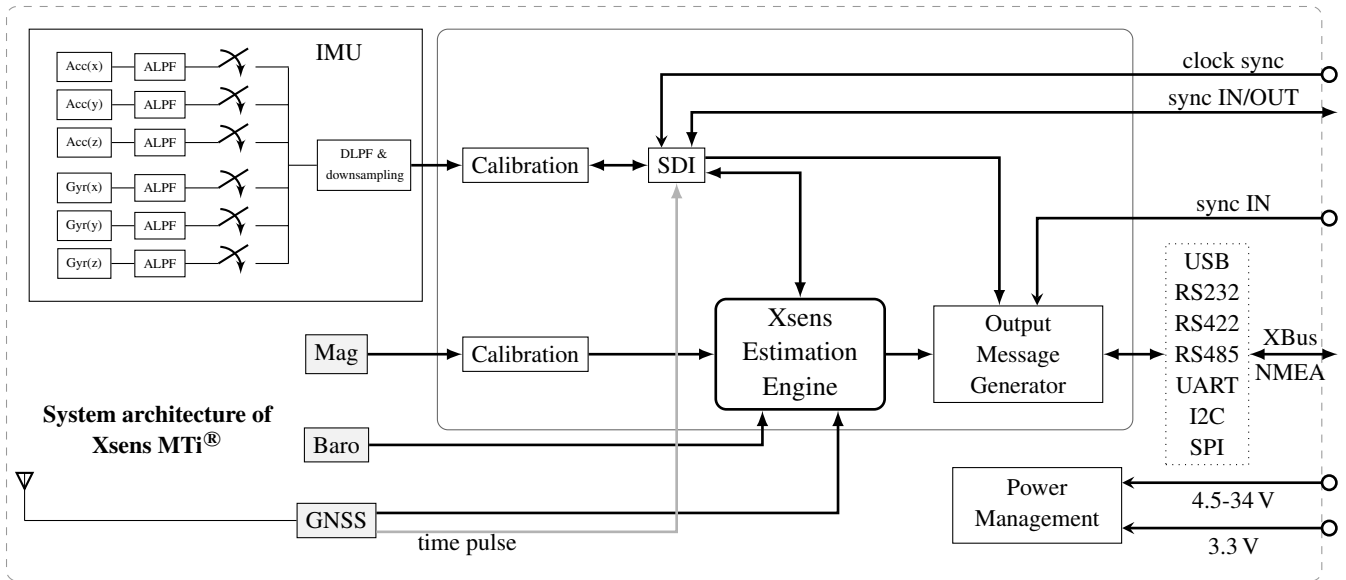 IMU
Acc(x)
ALPF
Acc(y)
ALPF
Acc(z)
ALPF
Gyr(x)
ALPF
Gyr(y)
ALPF
Gyr(z)
ALPF
DLPF &
downsampling
Calibration
SDI
clock sync
sync IN/OUT
sync IN
Mag
Calibration
Xsens
Estimation
Engine
Output
Message
Generator
USB
RS232
RS422
RS485
UART
I2C
SPI
XBus
NMEA
System architecture of
Xsens MTi®
Baro
GNSS
time pulse
Power
Management
4.5-34 V
3.3 V